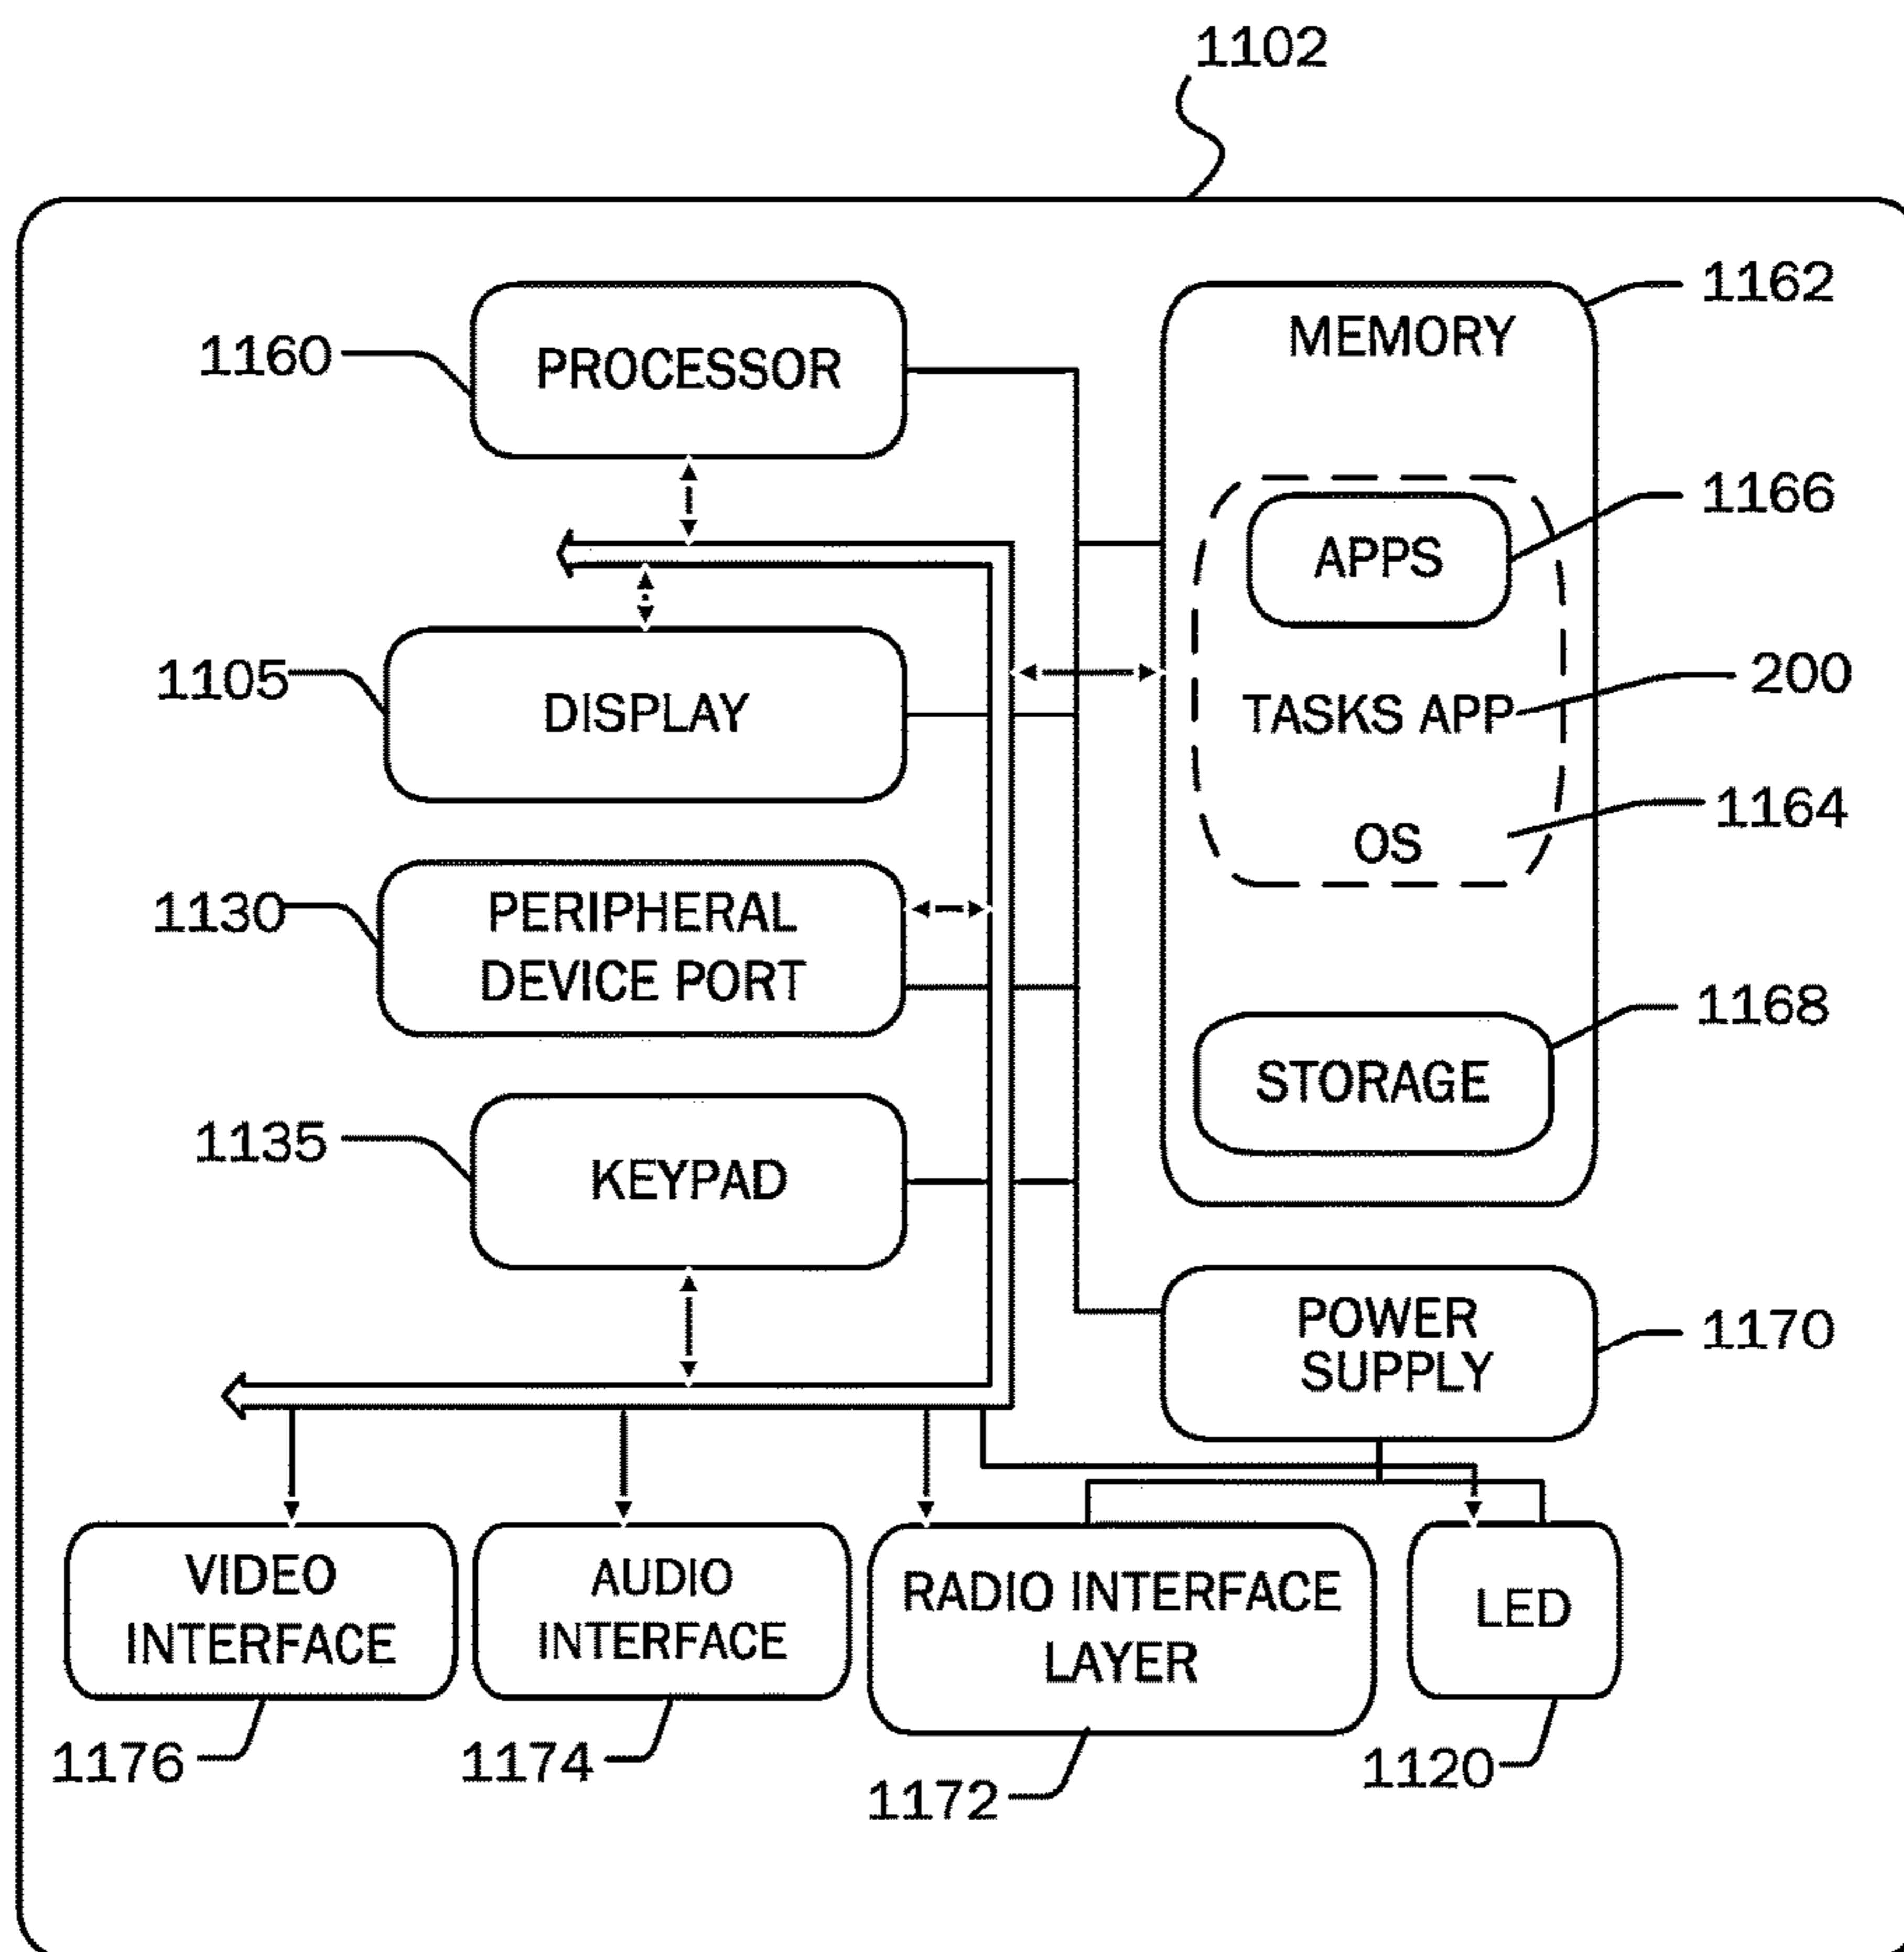 1102
1160
PROCESSOR
MEMORY
1162
APPS
1166
1105
DISPLAY
TASKS APP
200
OS
1164
1130
PERIPHERAL
DEVICE PORT
STORAGE
1168
1135
KEYPAD
POWER
SUPPLY
1170
VIDEO
INTERFACE
AUDIO
INTERFACE
RADIO INTERFACE
LAYER
LED
1176
1174
1172
1120